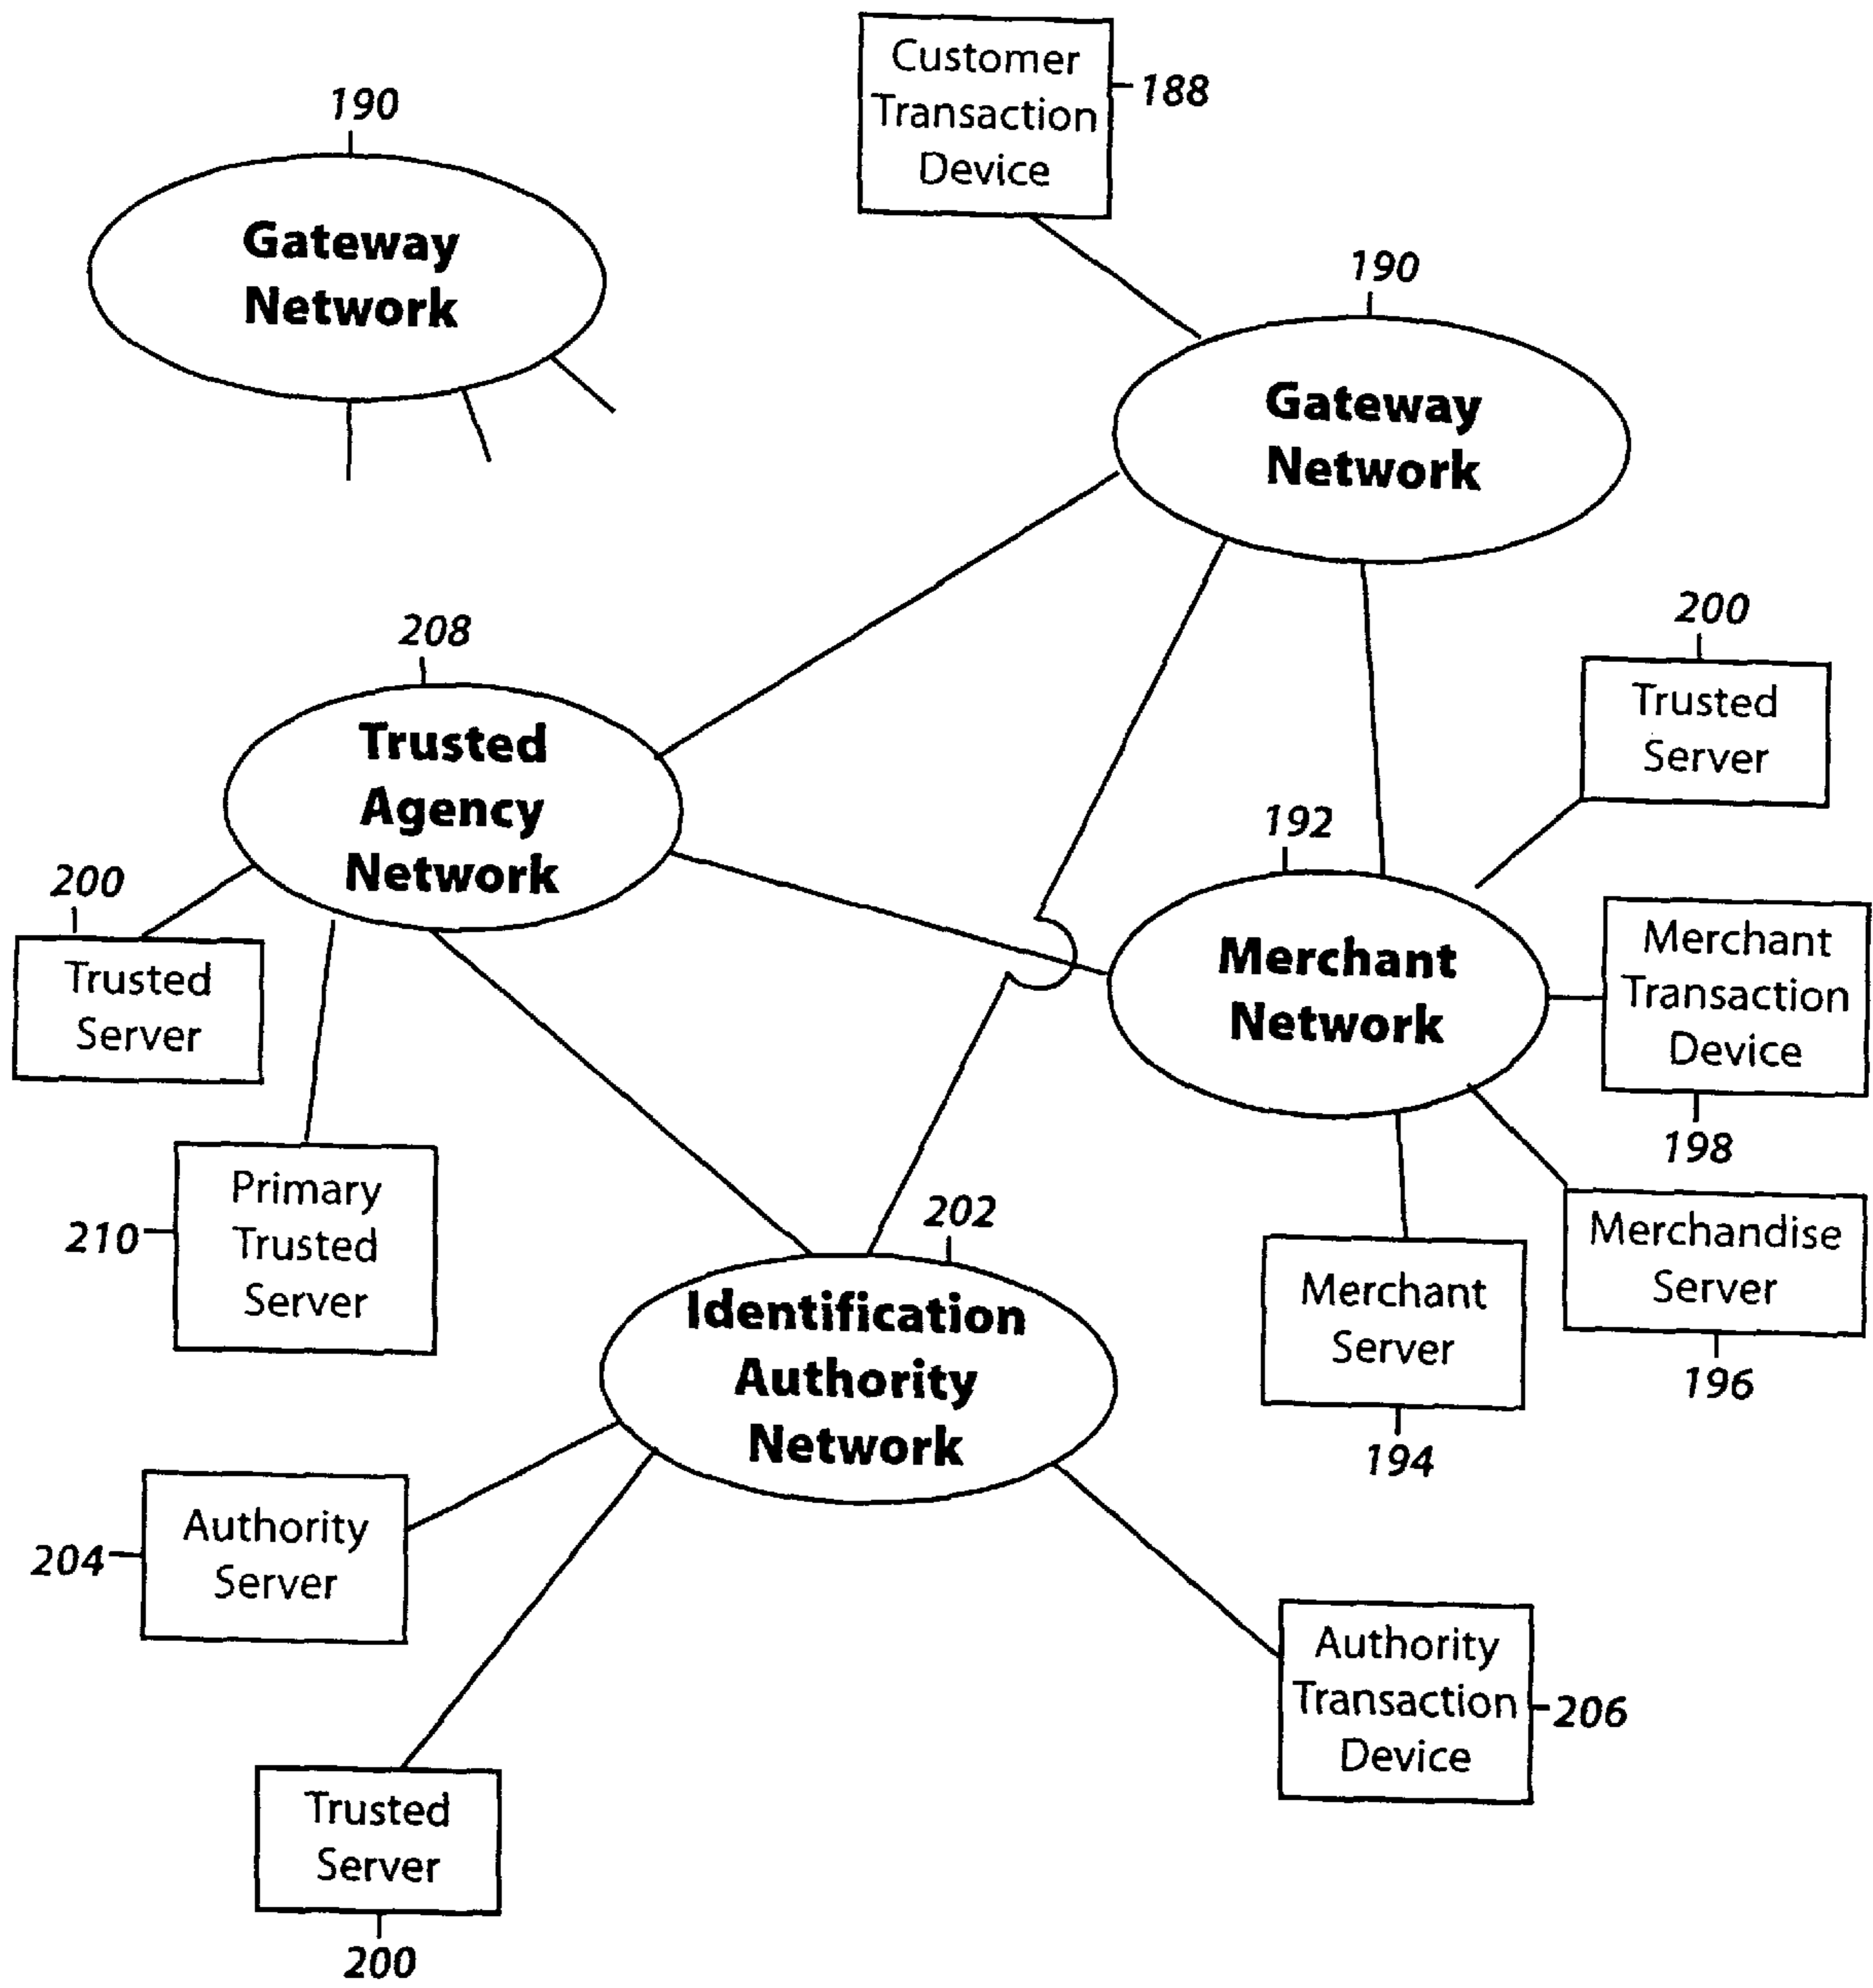 Customer
Transaction
Device
188
190
Gateway
Network
190
Gateway
Network
208
Trusted
Agency
Network
200
Trusted
Server
192
Merchant
Network
200
Trusted
Server
Merchant
Transaction
Device
198
Primary
Trusted
Server
210
202
Identification
Authority
Network
Merchant
Server
194
Merchandise
Server
196
Authority
Server
204
Authority
Transaction
Device
206
Trusted
Server
200